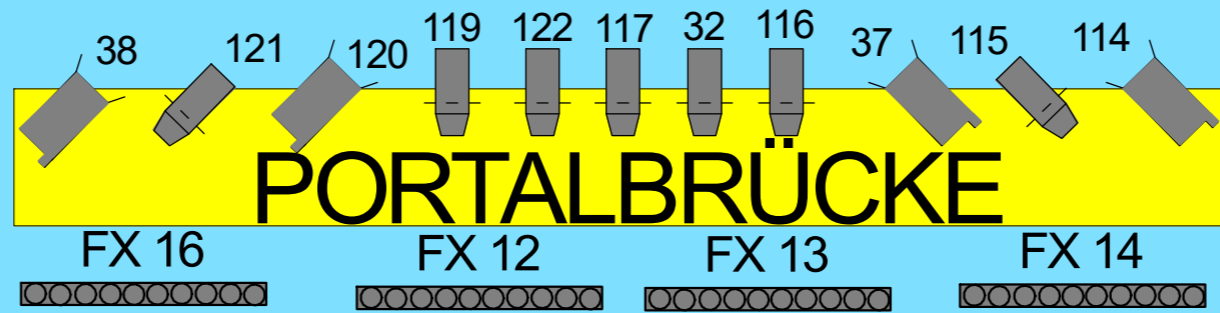 38 121 120 119 122 117 32 116 37 115 114
PORTALBRÜCKE
FX 16 FX 12 FX 13 FX 14